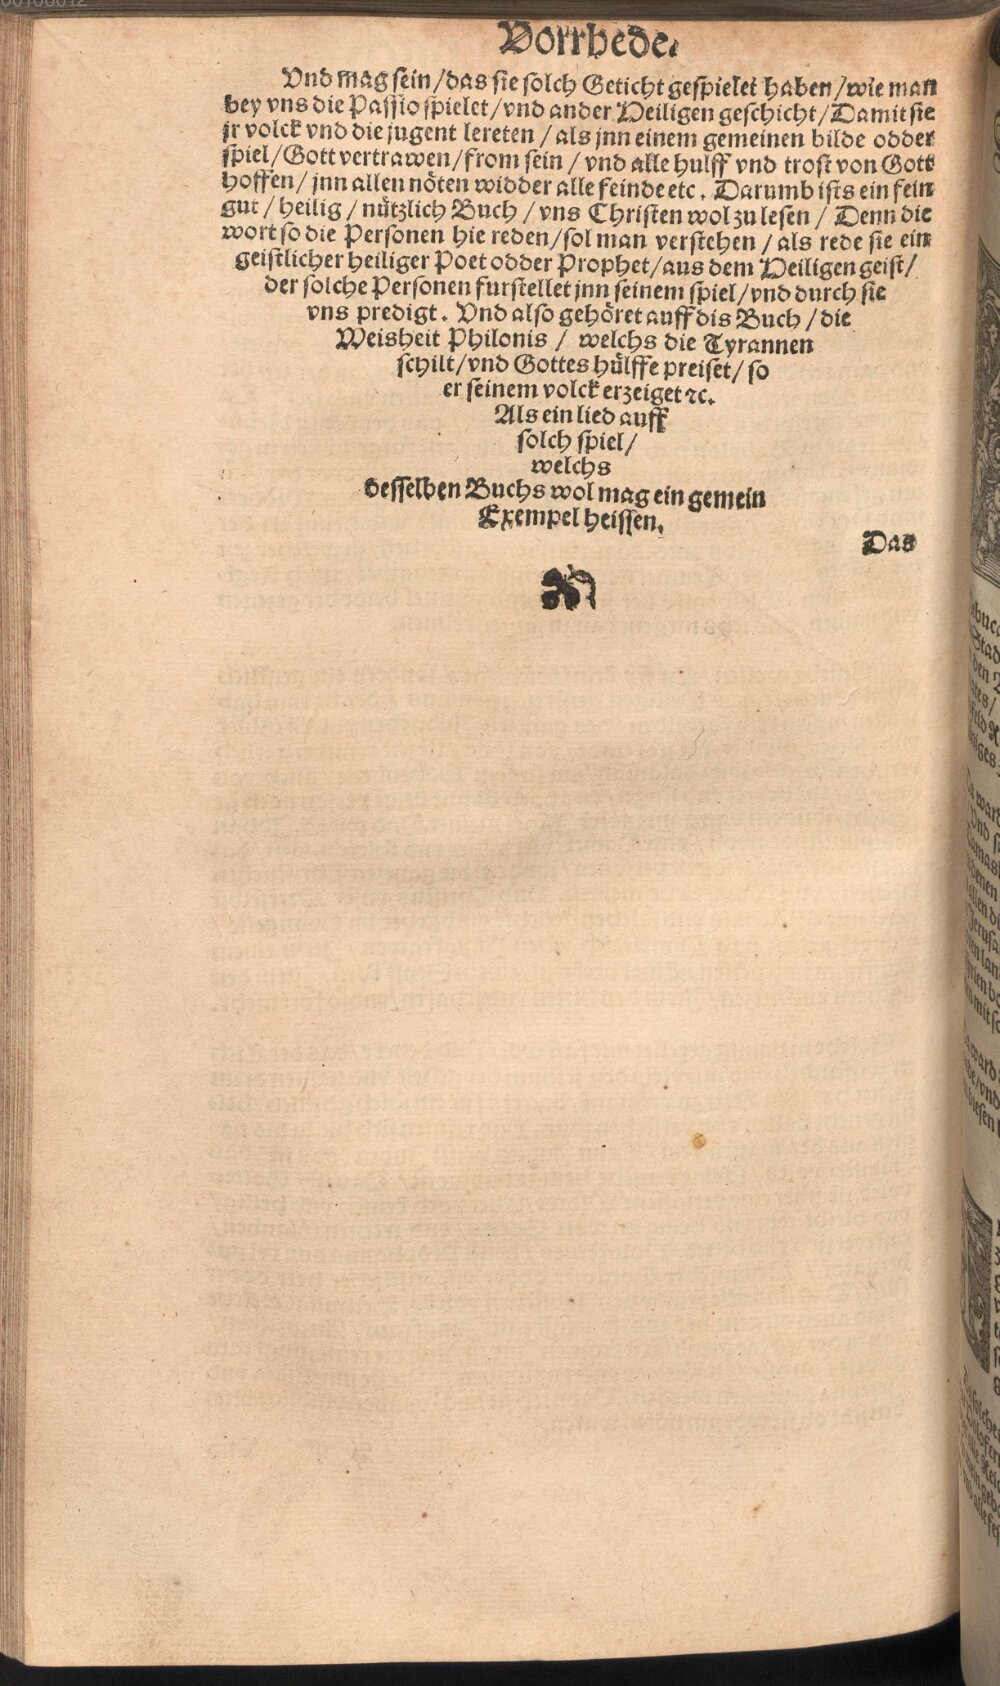 00100012
Vorrhede.
Vnd mag sein / das sie solch Geticht gespielet haben / wie man
bey vns die Passio spielet / vnd ander Heiligen geschicht / Damit sie
jr volck vnd die jugent lereten / als jnn einem gemeinen bilde odder
spiel / Gott vertrawen / from sein / vnd alle hulff vnd trost von Gott
hoffen / jnn allen nöten widder alle feinde etc. Darumb ists ein fein
gut / heilig / nützlich Buch / vns Christen wol zu lesen / Denn die
wort so die Personen hie reden / sol man verstehen / als rede sie ein
geistlicher heiliger Poet odder Prophet / aus dem Heiligen geist /
der solche Personen furstellet jnn seinem spiel / vnd durch sie
vns predigt. Vnd also gehöret auff dis Buch / die
Weisheit Philonis / welchs die Tyrannen
schilt / vnd Gottes hülffe preiset / so
er seinem volck erzeiget ꝛc.
Als ein lied auff
solch spiel /
welchs
desselben Buchs wol mag ein gemein
Exempel heissen.
Das